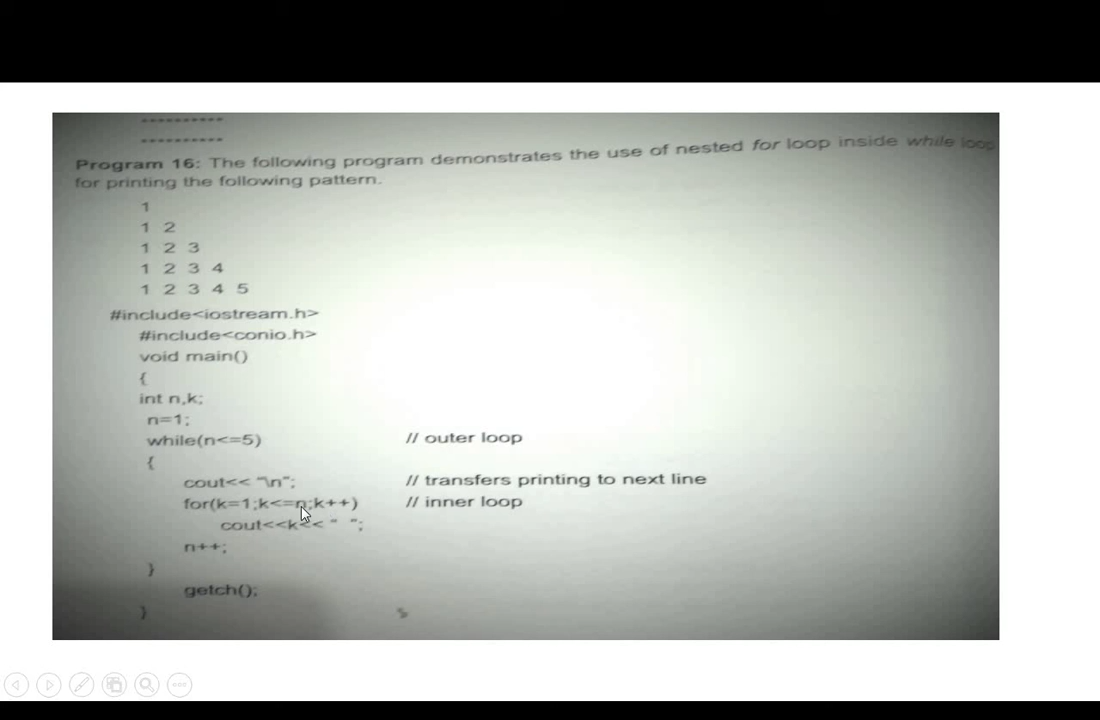 **********
**********
Program 16: The following program demonstrates the use of nested for loop inside while loop
for printing the following pattern.
1
1 2
1 2 3
1 2 3 4
1 2 3 4 5
#include<iostream.h>
#include<conio.h>
void main()
{
int n,k;
n=1;
while(n<=5) // outer loop
{
cout<< "\n"; // transfers printing to next line
for(k=1;k<=n;k++) // inner loop
cout<<k<< " ";
n++;
}
getch();
}